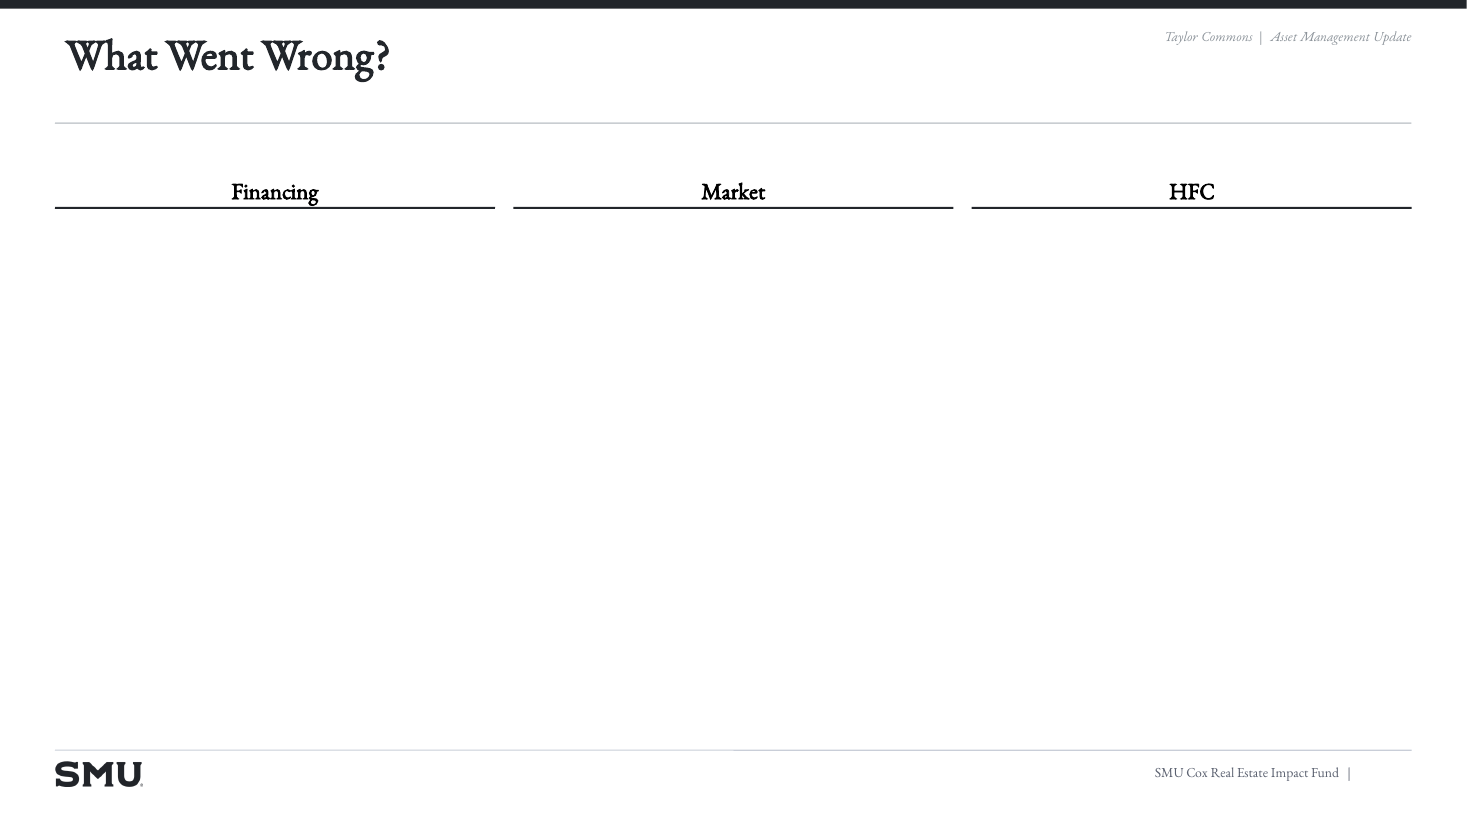 What Went Wrong?
Taylor Commons | Asset Management Update
Financing
Market
HFC
SMU
SMU Cox Real Estate Impact Fund |